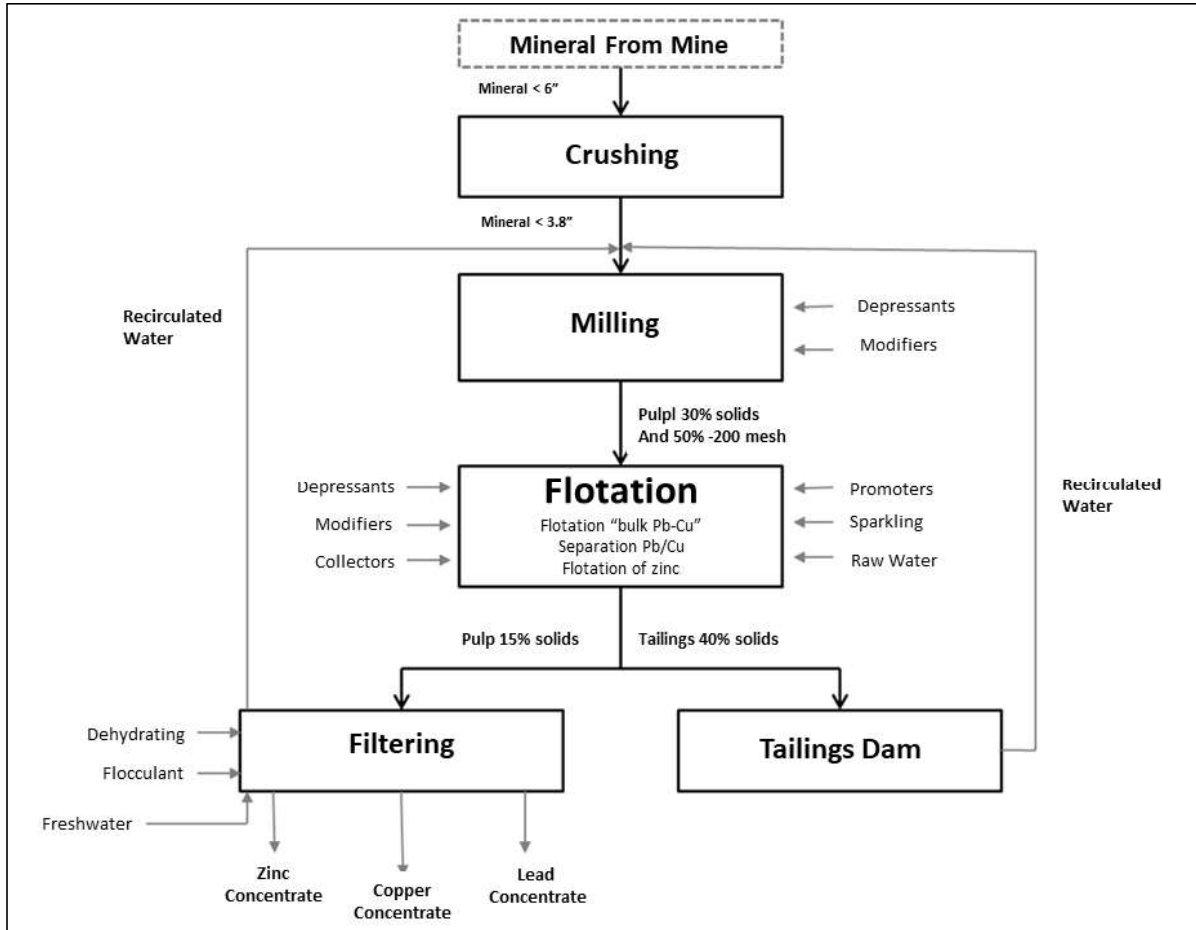 Mineral From Mine
Mineral < 6”
Crushing
Mineral < 3.8”
Recirculated
Water
Milling
Depressants
Modifiers
Pulpl 30% solids
And 50% -200 mesh
Depressants
Modifiers
Collectors
Flotation
Flotation “bulk Pb-Cu”
Separation Pb/Cu
Flotation of zinc
Promoters
Sparkling
Raw Water
Recirculated
Water
Pulp 15% solids
Tailings 40% solids
Dehydrating
Flocculant
Freshwater
Filtering
Tailings Dam
Zinc
Concentrate
Copper
Concentrate
Lead
Concentrate